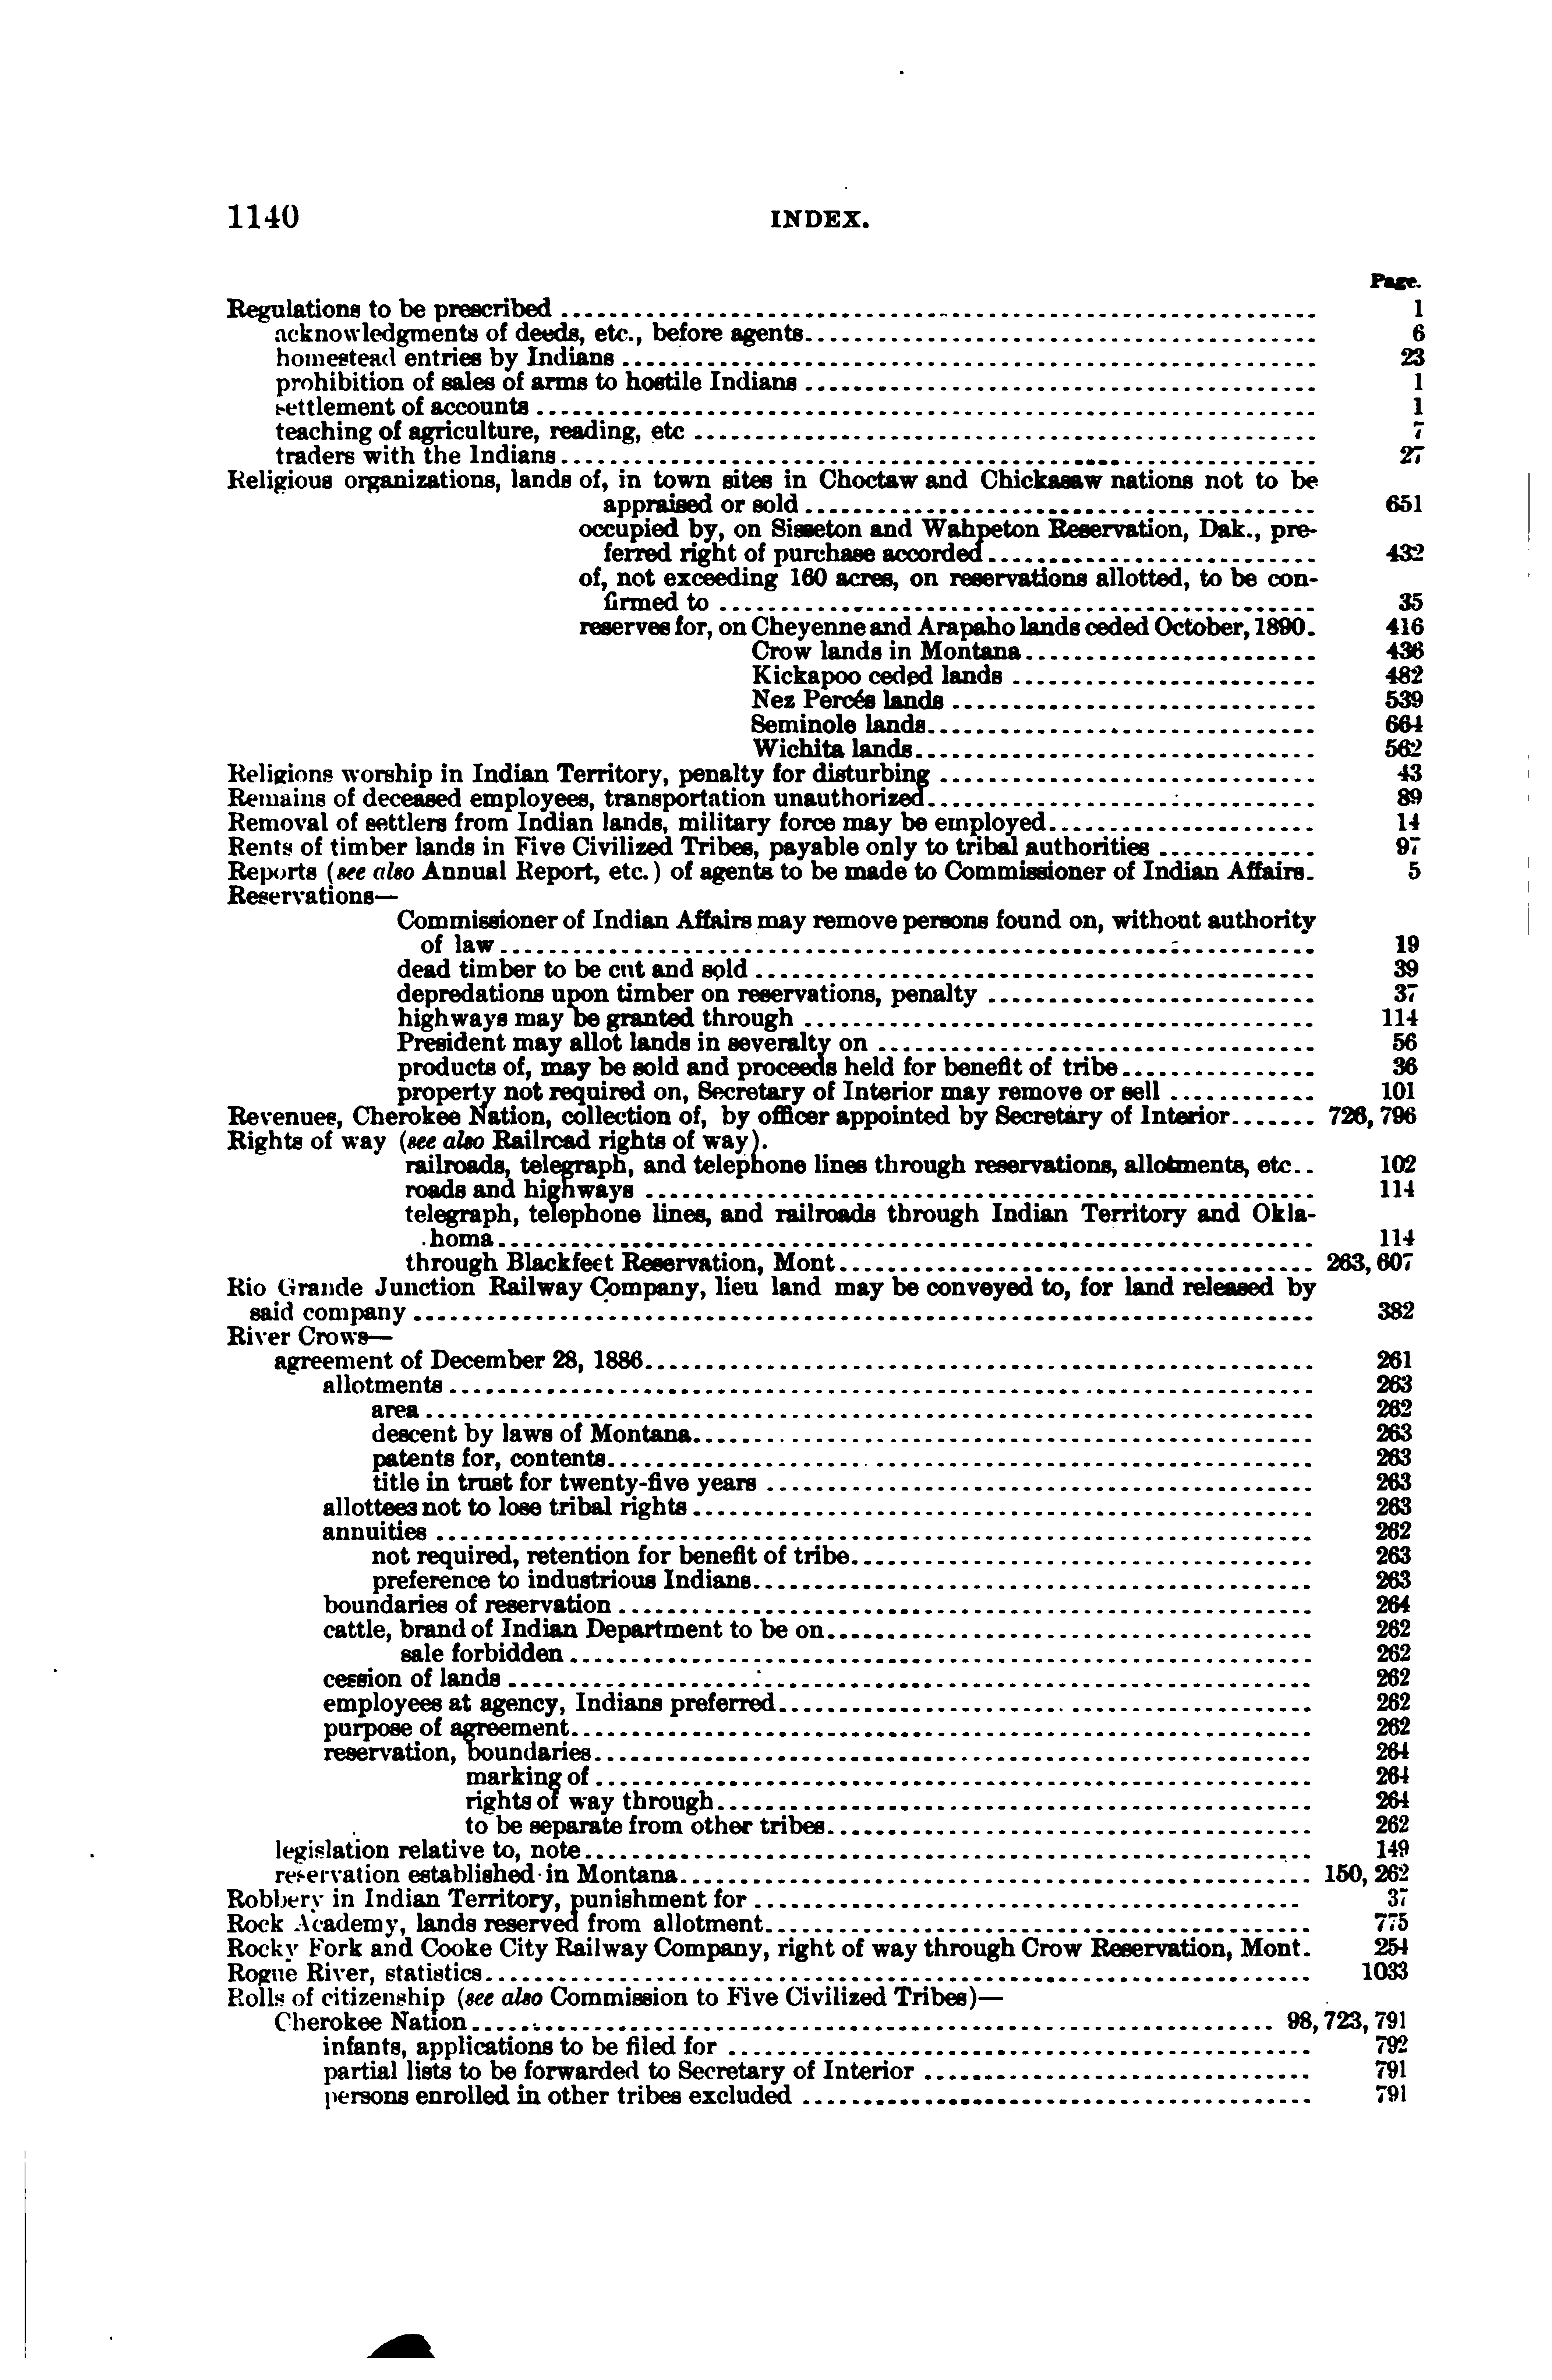 1140 INDEX.
Page.
Regulations to be prescribed ........ 1
acknowledgments of deeds, etc., before agents ........ 6
homestead entries by Indians ........ 23
prohibition of sales of arms to hostile Indians ........ 1
settlement of accounts ........ 1
teaching of agriculture, reading, etc ........ 7
traders with the Indians ........ 27
Religious organizations, lands of, in town sites in Choctaw and Chickasaw nations not to be
appraised or sold ........ 651
occupied by, on Sisseton and Wahpeton Reservation, Dak., pre-
ferred right of purchase accorded ........ 432
of, not exceeding 160 acres, on reservations allotted, to be con-
firmed to ........ 35
reserves for, on Cheyenne and Arapaho lands ceded October, 1890. 416
Crow lands in Montana ........ 436
Kickapoo ceded lands ........ 482
Nez Percés lands ........ 539
Seminole lands ........ 664
Wichita lands ........ 562
Religions worship in Indian Territory, penalty for disturbing ........ 43
Remains of deceased employees, transportation unauthorized ........ 89
Removal of settlers from Indian lands, military force may be employed ........ 14
Rents of timber lands in Five Civilized Tribes, payable only to tribal authorities ........ 97
Reports (see also Annual Report, etc.) of agents to be made to Commissioner of Indian Affairs. 5
Reservations—
Commissioner of Indian Affairs may remove persons found on, without authority
of law ........ 19
dead timber to be cut and sold ........ 39
depredations upon timber on reservations, penalty ........ 37
highways may be granted through ........ 114
President may allot lands in severalty on ........ 56
products of, may be sold and proceeds held for benefit of tribe ........ 36
property not required on, Secretary of Interior may remove or sell ........ 101
Revenues, Cherokee Nation, collection of, by officer appointed by Secretary of Interior ........ 726, 796
Rights of way (see also Railroad rights of way).
railroads, telegraph, and telephone lines through reservations, allotments, etc.. 102
roads and highways ........ 114
telegraph, telephone lines, and railroads through Indian Territory and Okla-
homa ........ 114
through Blackfeet Reservation, Mont ........ 263, 607
Rio Grande Junction Railway Company, lieu land may be conveyed to, for land released by
said company ........ 382
River Crows—
agreement of December 28, 1886 ........ 261
allotments ........ 263
area ........ 262
descent by laws of Montana ........ 263
patents for, contents ........ 263
title in trust for twenty-five years ........ 263
allottees not to lose tribal rights ........ 263
annuities ........ 262
not required, retention for benefit of tribe ........ 263
preference to industrious Indians ........ 263
boundaries of reservation ........ 264
cattle, brand of Indian Department to be on ........ 262
sale forbidden ........ 262
cession of lands ........ 262
employees at agency, Indians preferred ........ 262
purpose of agreement ........ 262
reservation, boundaries ........ 264
marking of ........ 264
rights of way through ........ 264
to be separate from other tribes ........ 262
legislation relative to, note ........ 149
reservation established in Montana ........ 150, 262
Robbery in Indian Territory, punishment for ........ 37
Rock Academy, lands reserved from allotment ........ 775
Rocky Fork and Cooke City Railway Company, right of way through Crow Reservation, Mont. 254
Rogue River, statistics ........ 1033
Rolls of citizenship (see also Commission to Five Civilized Tribes)—
Cherokee Nation ........ 98, 723, 791
infants, applications to be filed for ........ 792
partial lists to be forwarded to Secretary of Interior ........ 791
persons enrolled in other tribes excluded ........ 791